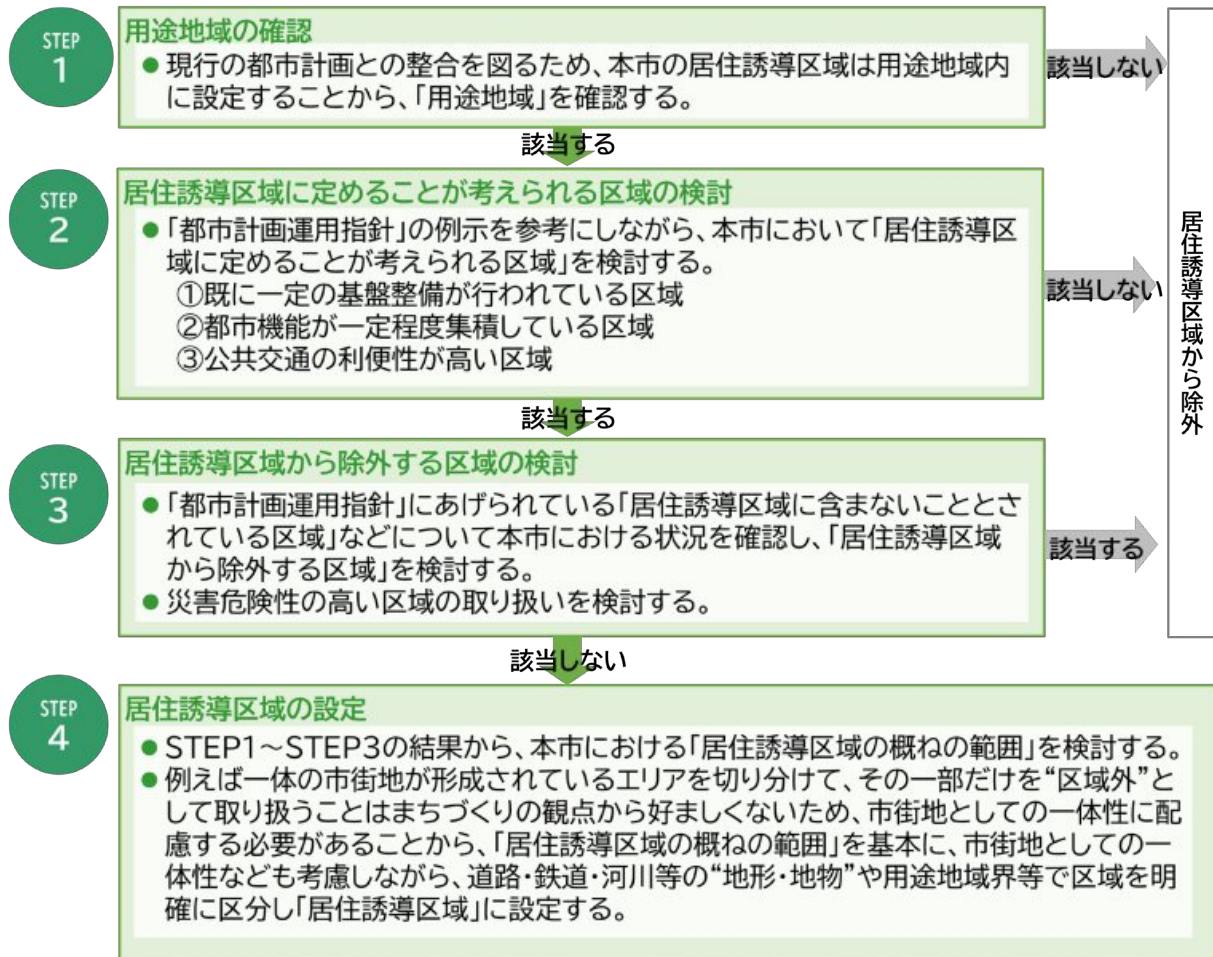 STEP
1
用途地域の確認
●現行の都市計画との整合を図るため、本市の居住誘導区域は用途地域内
に設定することから、「用途地域」を確認する。
該当しない
該当する
STEP
2
居住誘導区域に定めることが考えられる区域の検討
●「都市計画運用指針」の例示を参考にしながら、本市において「居住誘導区
域に定めることが考えられる区域」を検討する。
①既に一定の基盤整備が行われている区域
②都市機能が一定程度集積している区域
③公共交通の利便性が高い区域
該当しない
該当する
STEP
3
居住誘導区域から除外する区域の検討
●「都市計画運用指針」にあげられている「居住誘導区域に含まないこととさ
れている区域」などについて本市における状況を確認し、「居住誘導区域
から除外する区域」を検討する。
●災害危険性の高い区域の取り扱いを検討する。
該当する
該当しない
居住誘導区域から除外
STEP
4
居住誘導区域の設定
●STEP1～STEP3の結果から、本市における「居住誘導区域の概ねの範囲」を検討する。
●例えば一体の市街地が形成されているエリアを切り分けて、その一部だけを“区域外”と
して取り扱うことはまちづくりの観点から好ましくないため、市街地としての一体性に配
慮する必要があることから、「居住誘導区域の概ねの範囲」を基本に、市街地としての一
体性なども考慮しながら、道路・鉄道・河川等の“地形・地物”や用途地域界等で区域を明
確に区分し「居住誘導区域」に設定する。